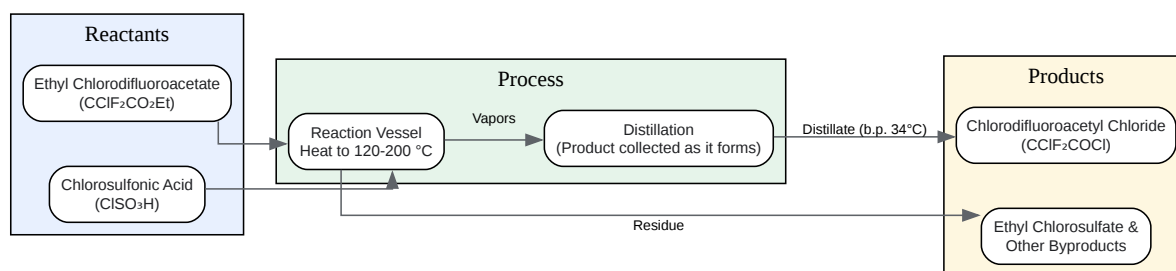 Reactants
Ethyl Chlorodifluoroacetate
(CClF₂CO₂Et)
Chlorosulfonic Acid
(ClSO₃H)
Process
Reaction Vessel
Heat to 120-200 °C
Vapors
Distillation
(Product collected as it forms)
Distillate (b.p. 34°C)
Residue
Products
Chlorodifluoroacetyl Chloride
(CClF₂COCl)
Ethyl Chlorosulfate &
Other Byproducts